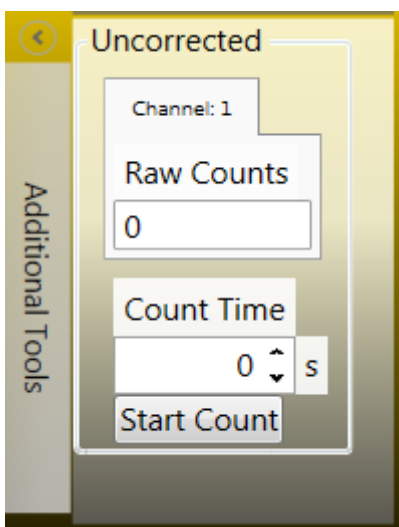 Uncorrected
Channel: 1
Raw Counts
0
Count Time
0 s
Start Count
Additional Tools